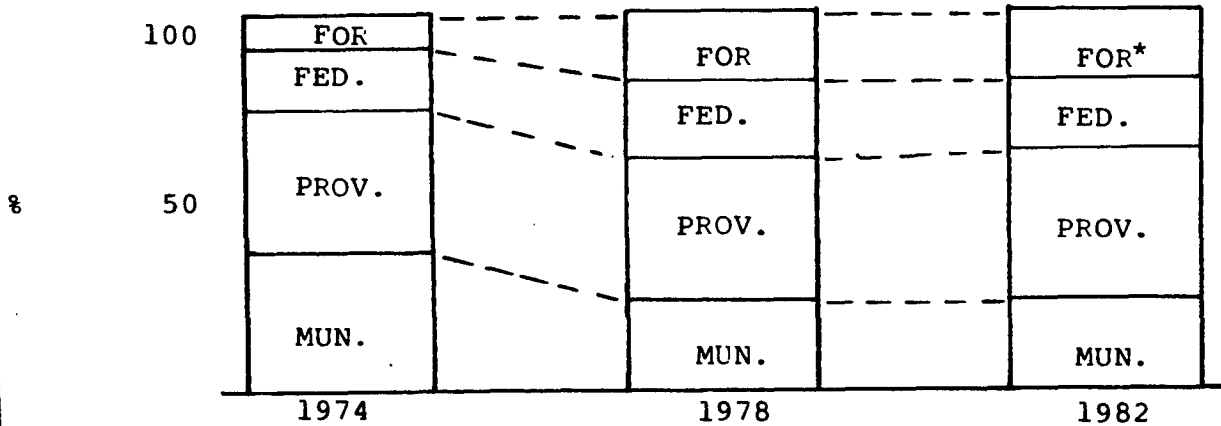 100
FOR
FOR
FOR*
FED.
FED.
FED.
%
50
PROV.
PROV.
PROV.
MUN.
MUN.
MUN.
1974
1978
1982